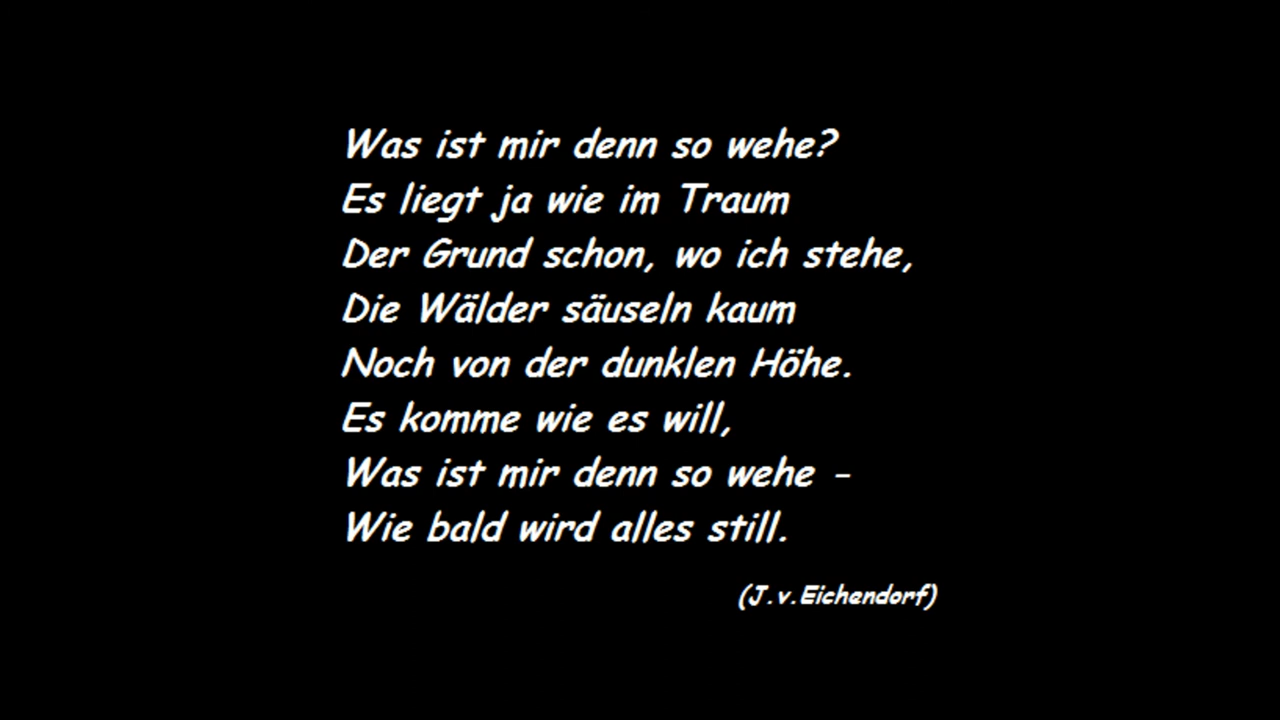 Was ist mir denn so wehe?
Es liegt ja wie im Traum
Der Grund schon, wo ich stehe,
Die Wälder säuseln kaum
Noch von der dunklen Höhe.
Es komme wie es will,
Was ist mir denn so wehe -
Wie bald wird alles still.
(J.v.Eichendorf)